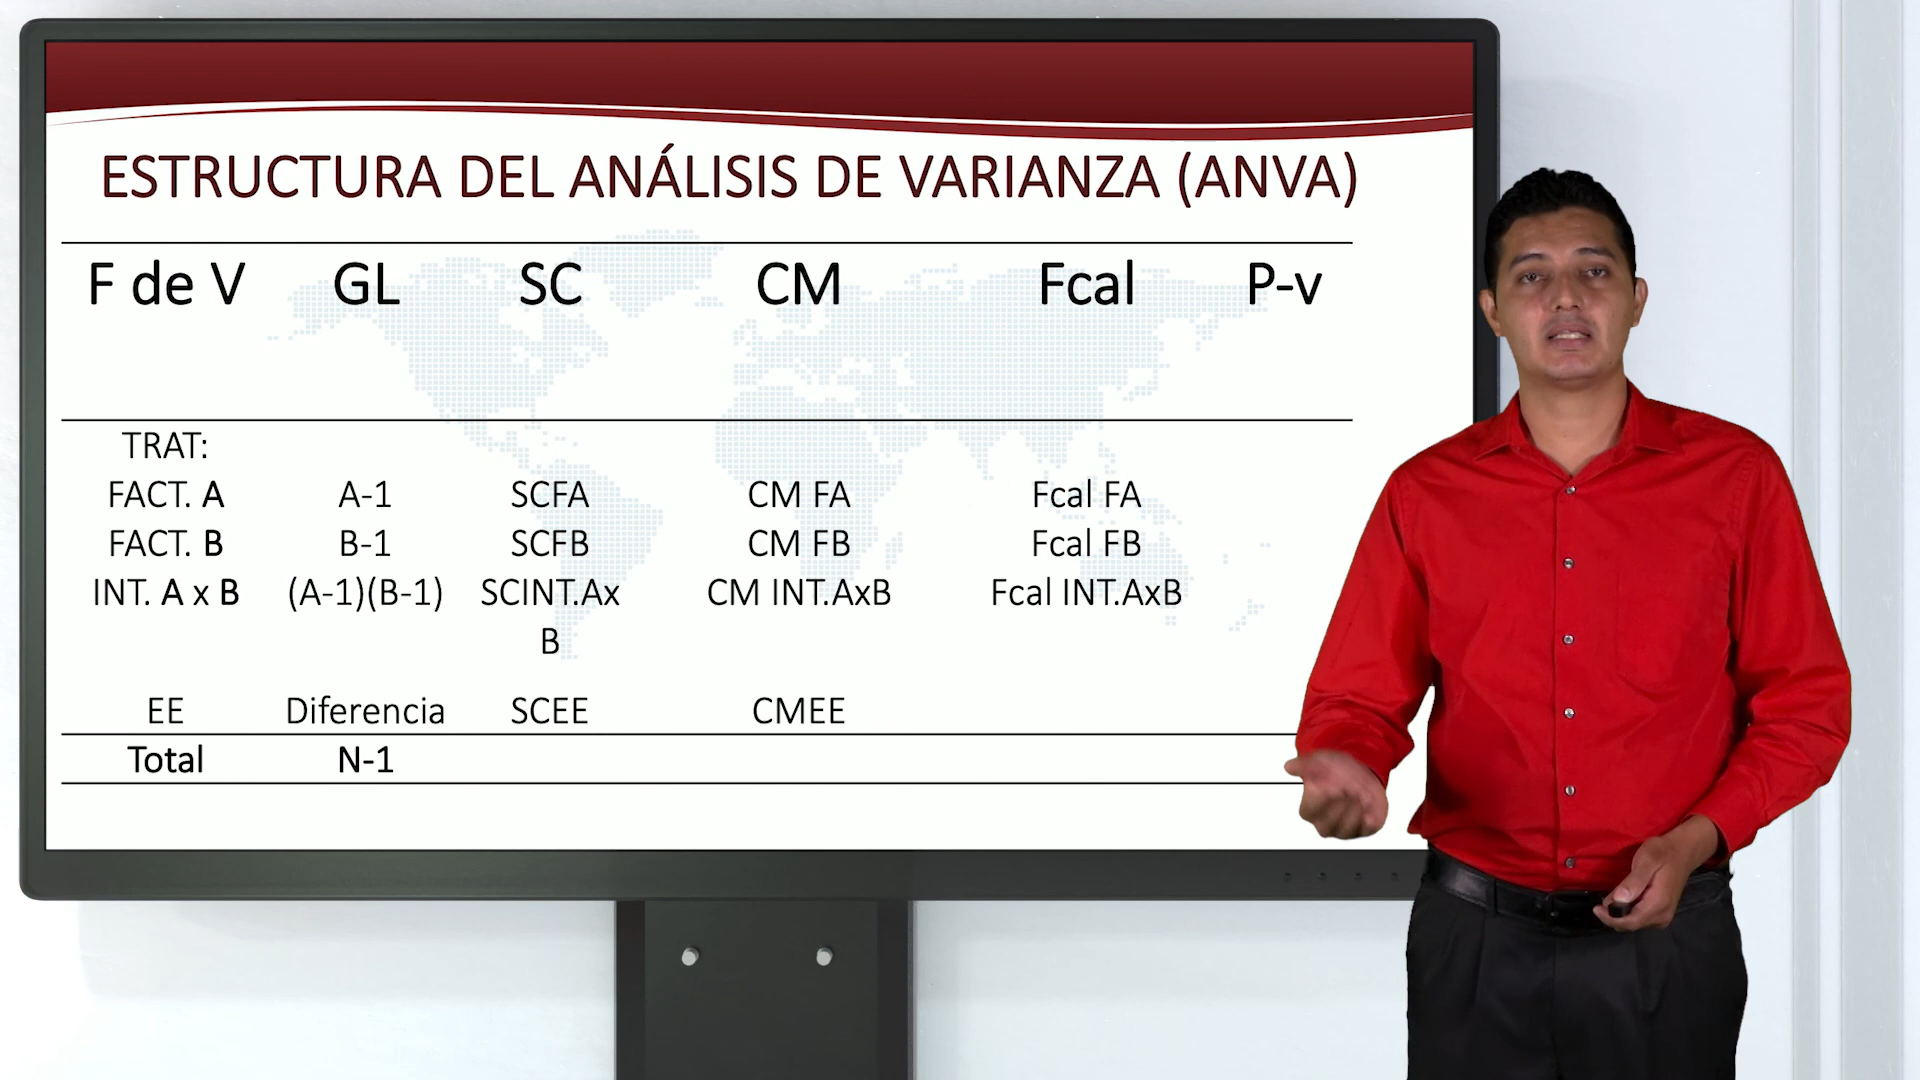 ESTRUCTURA DEL ANÁLISIS DE VARIANZA (ANVA)
F de V GL SC CM Fcal P-v
TRAT:
FACT. A A-1 SCFA CM FA Fcal FA
FACT. B B-1 SCFB CM FB Fcal FB
INT. A x B (A-1)(B-1) SCINT.Ax CM INT.AxB Fcal INT.AxB
B
EE Diferencia SCEE CMEE
Total N-1